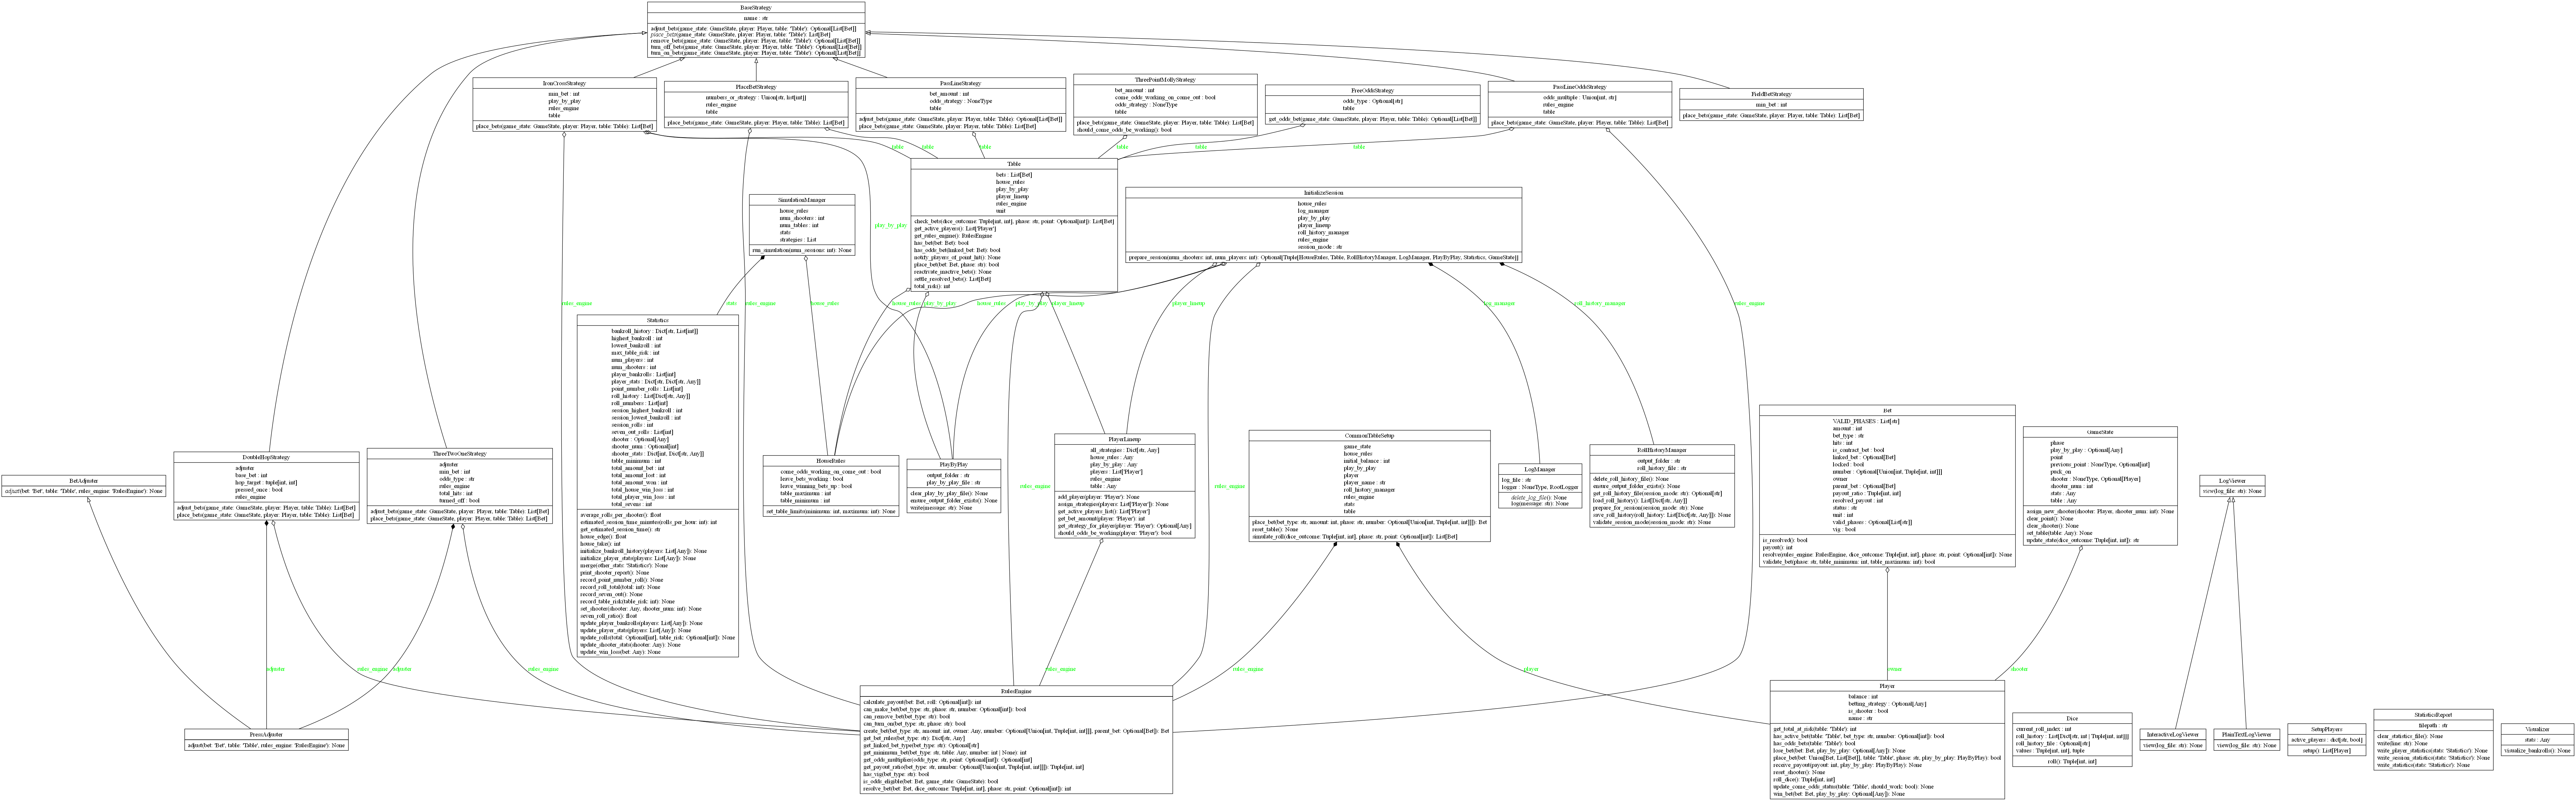 BaseStrategy
name : str
adjust_bets(game_state: GameState, player: Player, table: 'Table'): Optional[List[Bet]]
place_bets(game_state: GameState, player: Player, table: 'Table'): List[Bet]
remove_bets(game_state: GameState, player: Player, table: 'Table'): Optional[List[Bet]]
turn_off_bets(game_state: GameState, player: Player, table: 'Table'): Optional[List[Bet]]
turn_on_bets(game_state: GameState, player: Player, table: 'Table'): Optional[List[Bet]]
IronCrossStrategy
min_bet : int
play_by_play
rules_engine
table
place_bets(game_state: GameState, player: Player, table: Table): List[Bet]
PlaceBetStrategy
numbers_or_strategy : Union[str, list[int]]
rules_engine
table
place_bets(game_state: GameState, player: Player, table: Table): List[Bet]
PassLineStrategy
bet_amount : int
odds_strategy : NoneType
table
adjust_bets(game_state: GameState, player: Player, table: Table): Optional[List[Bet]]
place_bets(game_state: GameState, player: Player, table: Table): List[Bet]
ThreePointMollyStrategy
bet_amount : int
come_odds_working_on_come_out : bool
odds_strategy : NoneType
table
place_bets(game_state: GameState, player: Player, table: Table): List[Bet]
should_come_odds_be_working(): bool
FreeOddsStrategy
odds_type : Optional[str]
table
get_odds_bet(game_state: GameState, player: Player, table: Table): Optional[List[Bet]]
PassLineOddsStrategy
odds_multiple : Union[int, str]
rules_engine
table
place_bets(game_state: GameState, player: Player, table: Table): List[Bet]
FieldBetStrategy
min_bet : int
place_bets(game_state: GameState, player: Player, table: Table): List[Bet]
table
table
table
table
table
table
Table
bets : List[Bet]
house_rules
play_by_play
player_lineup
rules_engine
unit
check_bets(dice_outcome: Tuple[int, int], phase: str, point: Optional[int]): List[Bet]
get_active_players(): List['Player']
get_rules_engine(): RulesEngine
has_bet(bet: Bet): bool
has_odds_bet(linked_bet: Bet): bool
notify_players_of_point_hit(): None
place_bet(bet: Bet, phase: str): bool
reactivate_inactive_bets(): None
settle_resolved_bets(): List[Bet]
total_risk(): int
SimulationManager
house_rules
num_shooters : int
num_tables : int
stats
strategies : List
run_simulation(num_sessions: int): None
InitializeSession
house_rules
log_manager
play_by_play
player_lineup
roll_history_manager
rules_engine
session_mode : str
prepare_session(num_shooters: int, num_players: int): Optional[Tuple[HouseRules, Table, RollHistoryManager, LogManager, PlayByPlay, Statistics, GameState]]
play_by_play
rules_engine
stats
rules_engine
house_rules
house_rules
play_by_play
house_rules
play_by_play
player_lineup
player_lineup
log_manager
roll_history_manager
rules_engine
Statistics
bankroll_history : Dict[str, List[int]]
highest_bankroll : int
lowest_bankroll : int
max_table_risk : int
num_players : int
num_shooters : int
player_bankrolls : List[int]
player_stats : Dict[str, Dict[str, Any]]
point_number_rolls : List[int]
roll_history : List[Dict[str, Any]]
roll_numbers : List[int]
session_highest_bankroll : int
session_lowest_bankroll : int
session_rolls : int
seven_out_rolls : List[int]
shooter : Optional[Any]
shooter_num : Optional[int]
shooter_stats : Dict[int, Dict[str, Any]]
table_minimum : int
total_amount_bet : int
total_amount_lost : int
total_amount_won : int
total_house_win_loss : int
total_player_win_loss : int
total_rolls : int
total_sevens : int
average_rolls_per_shooter(): float
estimated_session_time_minutes(rolls_per_hour: int): int
get_estimated_session_time(): str
house_edge(): float
house_take(): int
initialize_bankroll_history(players: List[Any]): None
initialize_player_stats(players: List[Any]): None
merge(other_stats: 'Statistics'): None
print_shooter_report(): None
record_point_number_roll(): None
record_roll_total(total: int): None
record_seven_out(): None
record_table_risk(table_risk: int): None
set_shooter(shooter: Any, shooter_num: int): None
seven_roll_ratio(): float
update_player_bankrolls(players: List[Any]): None
update_player_stats(players: List[Any]): None
update_rolls(total: Optional[int], table_risk: Optional[int]): None
update_shooter_stats(shooter: Any): None
update_win_loss(bet: Any): None
BetAdjuster
adjust(bet: 'Bet', table: 'Table', rules_engine: 'RulesEngine'): None
DoubleHopStrategy
adjuster
base_bet : int
hop_target : tuple[int, int]
pressed_once : bool
rules_engine
adjust_bets(game_state: GameState, player: Player, table: Table): List[Bet]
place_bets(game_state: GameState, player: Player, table: Table): List[Bet]
ThreeTwoOneStrategy
adjuster
min_bet : int
odds_type : str
rules_engine
total_hits : int
turned_off : bool
adjust_bets(game_state: GameState, player: Player, table: Table): List[Bet]
place_bets(game_state: GameState, player: Player, table: Table): List[Bet]
HouseRules
come_odds_working_on_come_out : bool
leave_bets_working : bool
leave_winning_bets_up : bool
table_maximum : int
table_minimum : int
set_table_limits(minimum: int, maximum: int): None
PlayByPlay
output_folder : str
play_by_play_file : str
clear_play_by_play_file(): None
ensure_output_folder_exists(): None
write(message: str): None
PlayerLineup
all_strategies : Dict[str, Any]
house_rules : Any
play_by_play : Any
players : List['Player']
rules_engine
table : Any
add_player(player: 'Player'): None
assign_strategies(players: List['Player']): None
get_active_players_list(): List['Player']
get_bet_amount(player: 'Player'): int
get_strategy_for_player(player: 'Player'): Optional[Any]
should_odds_be_working(player: 'Player'): bool
rules_engine
rules_engine
CommonTableSetup
game_state
house_rules
initial_balance : int
play_by_play
player
player_name : str
roll_history_manager
rules_engine
stats
table
place_bet(bet_type: str, amount: int, phase: str, number: Optional[Union[int, Tuple[int, int]]]): Bet
reset_table(): None
simulate_roll(dice_outcome: Tuple[int, int], phase: str, point: Optional[int]): List[Bet]
LogManager
log_file : str
logger : NoneType, RootLogger
delete_log_file(): None
log(message: str): None
RollHistoryManager
output_folder : str
roll_history_file : str
delete_roll_history_file(): None
ensure_output_folder_exists(): None
get_roll_history_file(session_mode: str): Optional[str]
load_roll_history(): List[Dict[str, Any]]
prepare_for_session(session_mode: str): None
save_roll_history(roll_history: List[Dict[str, Any]]): None
validate_session_mode(session_mode: str): None
Bet
VALID_PHASES : List[str]
amount : int
bet_type : str
hits : int
is_contract_bet : bool
linked_bet : Optional[Bet]
locked : bool
number : Optional[Union[int, Tuple[int, int]]]
owner
parent_bet : Optional[Bet]
payout_ratio : Tuple[int, int]
resolved_payout : int
status : str
unit : int
valid_phases : Optional[List[str]]
vig : bool
is_resolved(): bool
payout(): int
resolve(rules_engine: RulesEngine, dice_outcome: Tuple[int, int], phase: str, point: Optional[int]): None
validate_bet(phase: str, table_minimum: int, table_maximum: int): bool
GameState
phase
play_by_play : Optional[Any]
point
previous_point : NoneType, Optional[int]
puck_on
shooter : NoneType, Optional[Player]
shooter_num : int
stats : Any
table : Any
assign_new_shooter(shooter: Player, shooter_num: int): None
clear_point(): None
clear_shooter(): None
set_table(table: Any): None
update_state(dice_outcome: Tuple[int, int]): str
LogViewer
view(log_file: str): None
adjuster
rules_engine
adjuster
rules_engine
rules_engine
rules_engine
player
owner
shooter
PressAdjuster
adjust(bet: 'Bet', table: 'Table', rules_engine: 'RulesEngine'): None
RulesEngine
calculate_payout(bet: Bet, roll: Optional[int]): int
can_make_bet(bet_type: str, phase: str, number: Optional[int]): bool
can_remove_bet(bet_type: str): bool
can_turn_on(bet_type: str, phase: str): bool
create_bet(bet_type: str, amount: int, owner: Any, number: Optional[Union[int, Tuple[int, int]]], parent_bet: Optional[Bet]): Bet
get_bet_rules(bet_type: str): Dict[str, Any]
get_linked_bet_type(bet_type: str): Optional[str]
get_minimum_bet(bet_type: str, table: Any, number: int | None): int
get_odds_multiplier(odds_type: str, point: Optional[int]): Optional[int]
get_payout_ratio(bet_type: str, number: Optional[Union[int, Tuple[int, int]]]): Tuple[int, int]
has_vig(bet_type: str): bool
is_odds_eligible(bet: Bet, game_state: GameState): bool
resolve_bet(bet: Bet, dice_outcome: Tuple[int, int], phase: str, point: Optional[int]): int
Player
balance : int
betting_strategy : Optional[Any]
is_shooter : bool
name : str
get_total_at_risk(table: 'Table'): int
has_active_bet(table: 'Table', bet_type: str, number: Optional[int]): bool
has_odds_bets(table: 'Table'): bool
lose_bet(bet: Bet, play_by_play: Optional[Any]): None
place_bet(bet: Union[Bet, List[Bet]], table: 'Table', phase: str, play_by_play: PlayByPlay): bool
receive_payout(payout: int, play_by_play: PlayByPlay): None
reset_shooter(): None
roll_dice(): Tuple[int, int]
update_come_odds_status(table: 'Table', should_work: bool): None
win_bet(bet: Bet, play_by_play: Optional[Any]): None
Dice
current_roll_index : int
roll_history : List[Dict[str, int | Tuple[int, int]]]
roll_history_file : Optional[str]
values : Tuple[int, int], tuple
roll(): Tuple[int, int]
InteractiveLogViewer
view(log_file: str): None
PlainTextLogViewer
view(log_file: str): None
SetupPlayers
active_players : dict[str, bool]
setup(): List[Player]
StatisticsReport
filepath : str
clear_statistics_file(): None
write(line: str): None
write_player_statistics(stats: 'Statistics'): None
write_session_statistics(stats: 'Statistics'): None
write_statistics(stats: 'Statistics'): None
Visualizer
stats : Any
visualize_bankrolls(): None